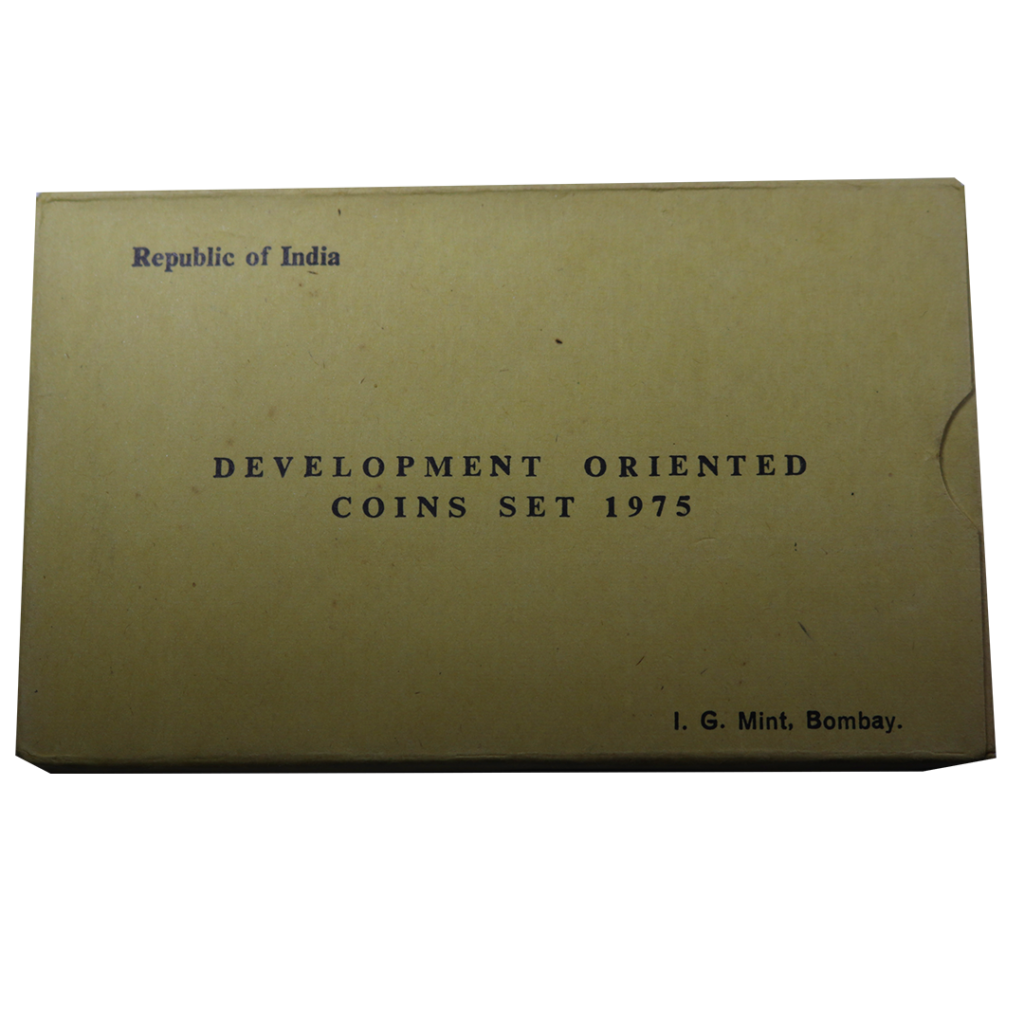 Republic of India
DEVELOPMENT ORIENTED
COINS SET 1975
I. G. Mint, Bombay.